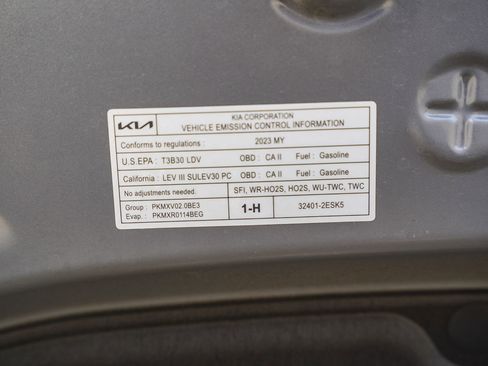 KIA
KIA CORPORATION
VEHICLE EMISSION CONTROL INFORMATION
Conforms to regulations : 2023 MY
U.S.EPA : T3B30 LDV OBD : CA II Fuel : Gasoline
California : LEV III SULEV30 PC OBD : CA II Fuel : Gasoline
No adjustments needed. SFI, WR-HO2S, HO2S, WU-TWC, TWC
Group : PKMXV02.0BE3
Evap. : PKMXR0114BEG
1-H
32401-2ESK5